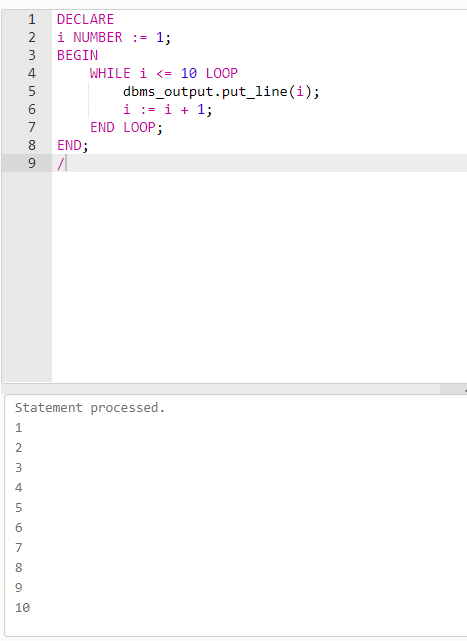 1 DECLARE
2 i NUMBER := 1;
3 BEGIN
4     WHILE i <= 10 LOOP
5         dbms_output.put_line(i);
6         i := i + 1;
7     END LOOP;
8 END;
9 /
Statement processed.
1
2
3
4
5
6
7
8
9
10